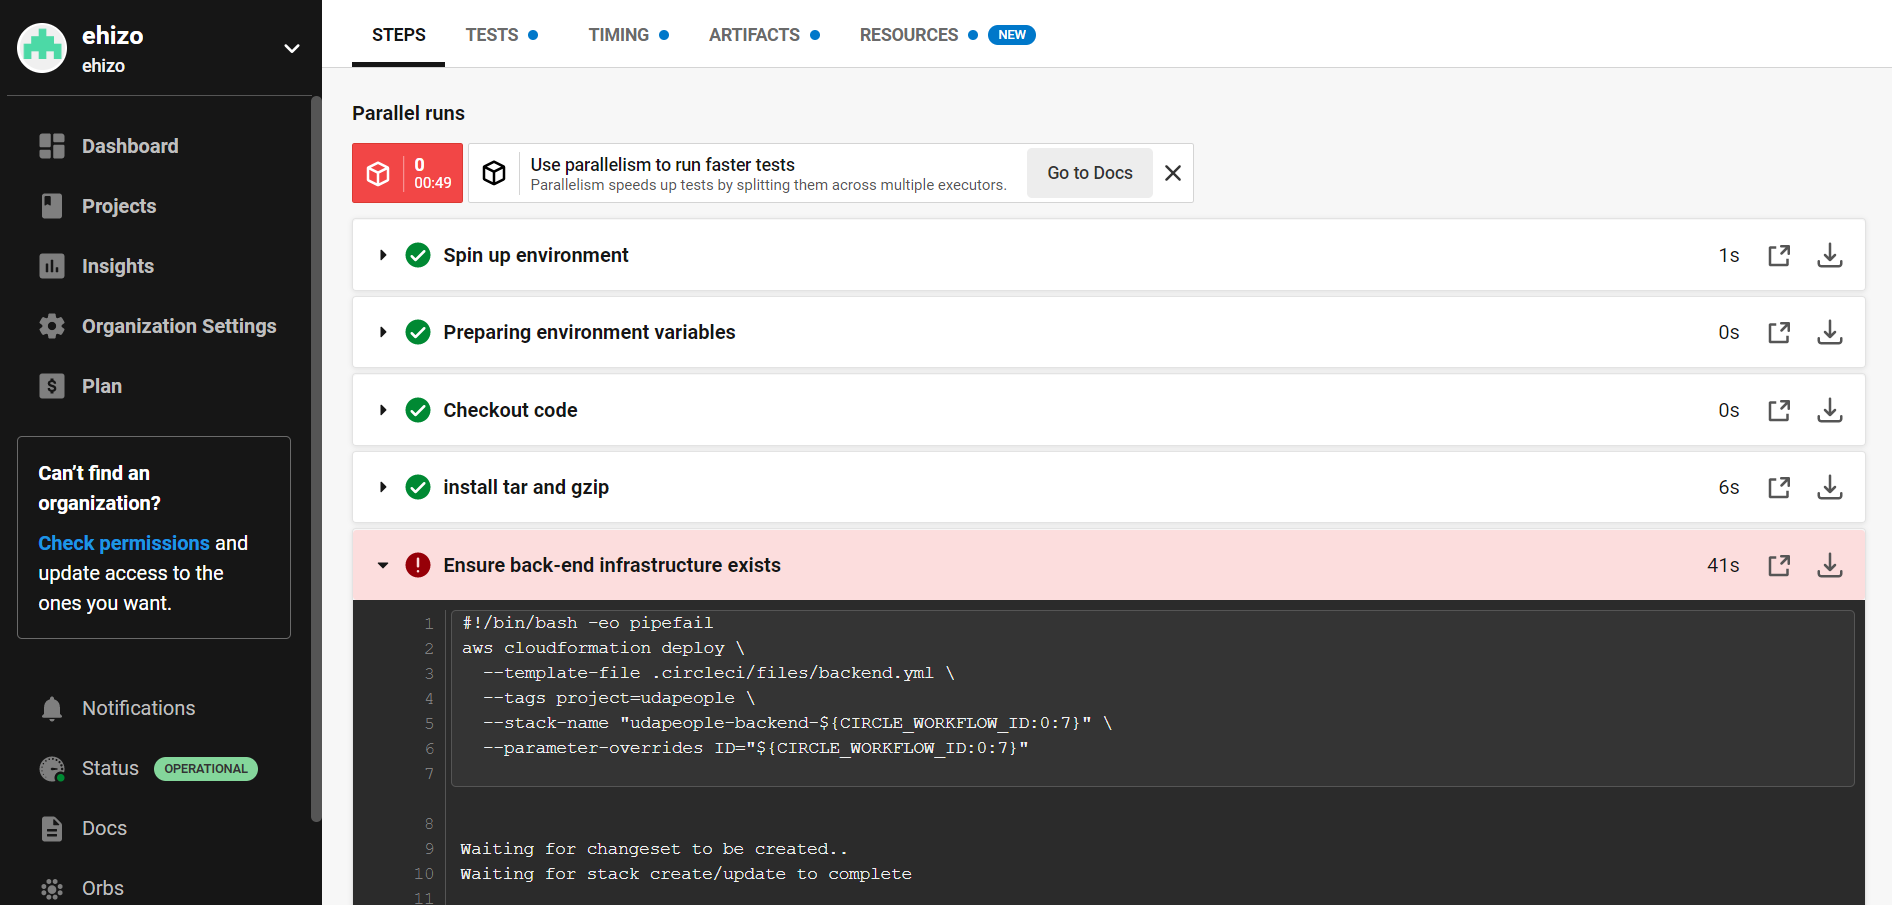 ehizo
ehizo
Dashboard
Projects
Insights
Organization Settings
Plan
Can’t find an
organization?
Check permissions and
update access to the
ones you want.
Notifications
Status OPERATIONAL
Docs
Orbs
STEPS TESTS TIMING ARTIFACTS RESOURCES NEW
Parallel runs
0
00:49
Use parallelism to run faster tests
Parallelism speeds up tests by splitting them across multiple executors.
Go to Docs
Spin up environment 1s
Preparing environment variables 0s
Checkout code 0s
install tar and gzip 6s
Ensure back-end infrastructure exists 41s
1 #!/bin/bash -eo pipefail
2 aws cloudformation deploy \
3 --template-file .circleci/files/backend.yml \
4 --tags project=udapeople \
5 --stack-name "udapeople-backend-${CIRCLE_WORKFLOW_ID:0:7}" \
6 --parameter-overrides ID="${CIRCLE_WORKFLOW_ID:0:7}"
7
8
9 Waiting for changeset to be created..
10 Waiting for stack create/update to complete
11